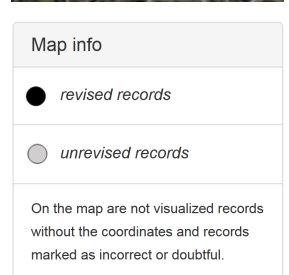 Map info
revised records
unrevised records
On the map are not visualized records
without the coordinates and records
marked as incorrect or doubtful.